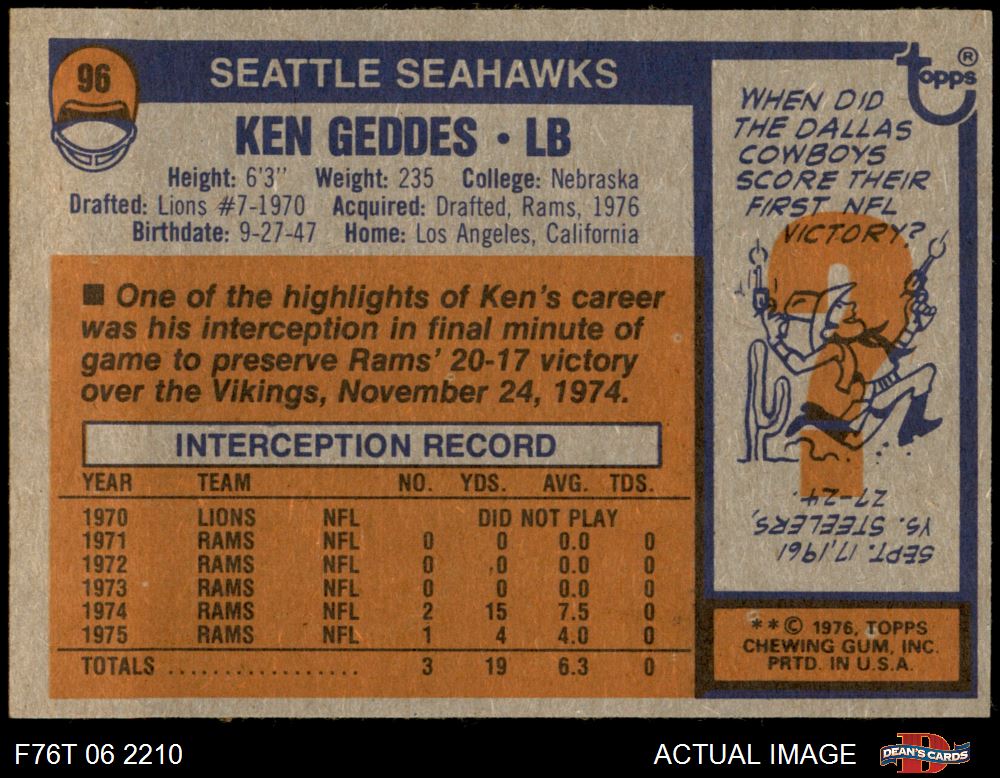 96
SEATTLE SEAHAWKS
KEN GEDDES • LB
Height: 6'3" Weight: 235 College: Nebraska
Drafted: Lions #7-1970 Acquired: Drafted, Rams, 1976
Birthdate: 9-27-47 Home: Los Angeles, California
■ One of the highlights of Ken's career
was his interception in final minute of
game to preserve Rams' 20-17 victory
over the Vikings, November 24, 1974.
INTERCEPTION RECORD
YEAR TEAM NO. YDS. AVG. TDS.
1970 LIONS NFL DID NOT PLAY
1971 RAMS NFL 0 0 0.0 0
1972 RAMS NFL 0 .0 0.0 0
1973 RAMS NFL 0 0 0.0 0
1974 RAMS NFL 2 15 7.5 0
1975 RAMS NFL 1 4 4.0 0
TOTALS .................. 3 19 6.3 0
Topps ®
WHEN DID
THE DALLAS
COWBOYS
SCORE THEIR
FIRST NFL
VICTORY?
?
SEPT. 17, 1961
VS. STEELERS,
27-24.
**© 1976, TOPPS
CHEWING GUM, INC.
PRTD. IN U.S.A.
F76T 06 2210
ACTUAL IMAGE
DEAN'S CARDS